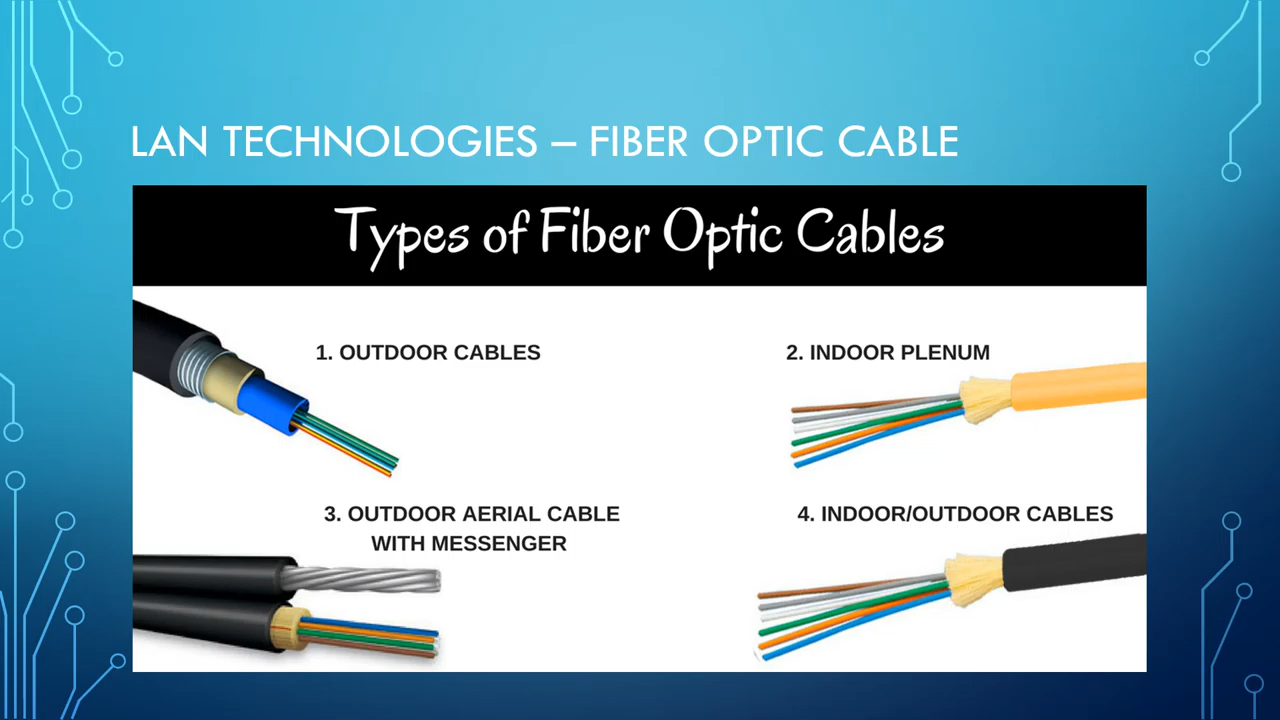 LAN TECHNOLOGIES – FIBER OPTIC CABLE
Types of Fiber Optic Cables
1. OUTDOOR CABLES
2. INDOOR PLENUM
3. OUTDOOR AERIAL CABLE
WITH MESSENGER
4. INDOOR/OUTDOOR CABLES